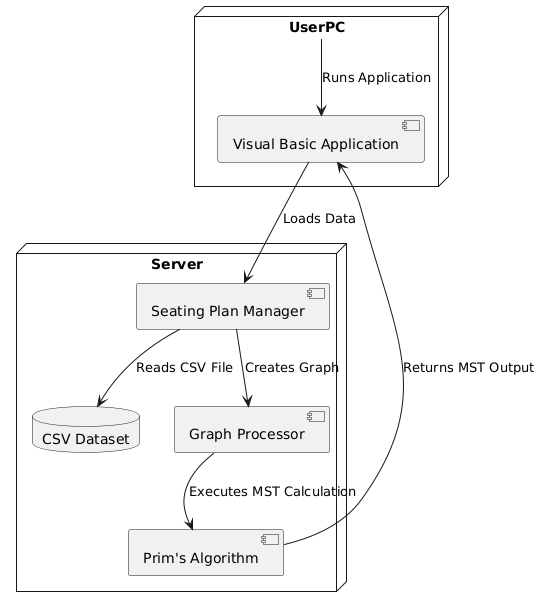 UserPC
Runs Application
Visual Basic Application
Loads Data
Server
Seating Plan Manager
Reads CSV File
Creates Graph
Returns MST Output
CSV Dataset
Graph Processor
Executes MST Calculation
Prim's Algorithm